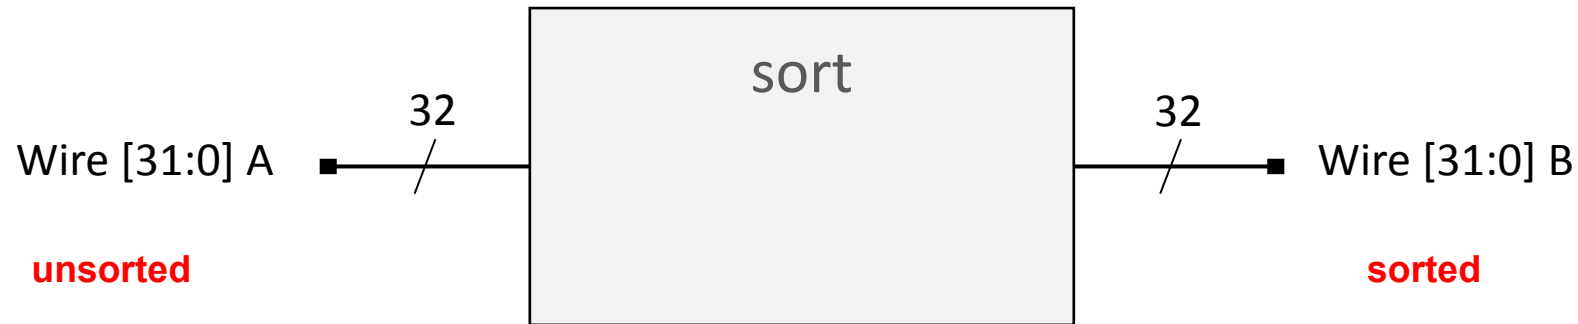 sort
32
32
Wire [31:0] A
Wire [31:0] B
unsorted
sorted